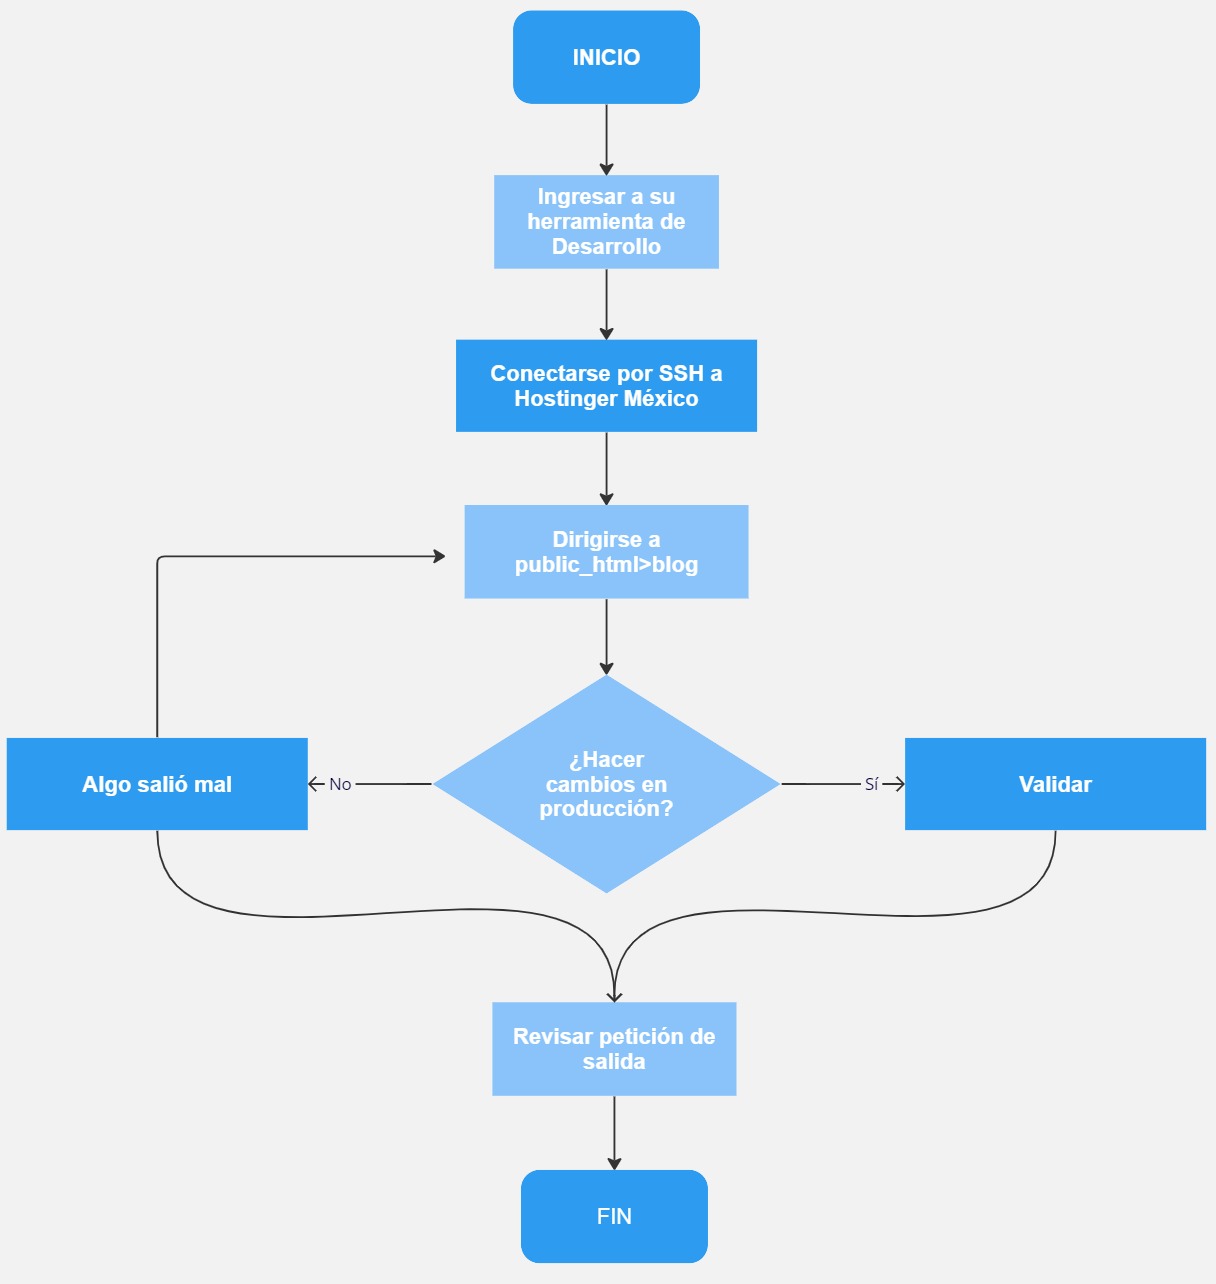 INICIO
Ingresar a su
herramienta de
Desarrollo
Conectarse por SSH a
Hostinger México
Dirigirse a
public_html>blog
¿Hacer
cambios en
producción?
Algo salió mal
No
Sí
Validar
Revisar petición de
salida
FIN